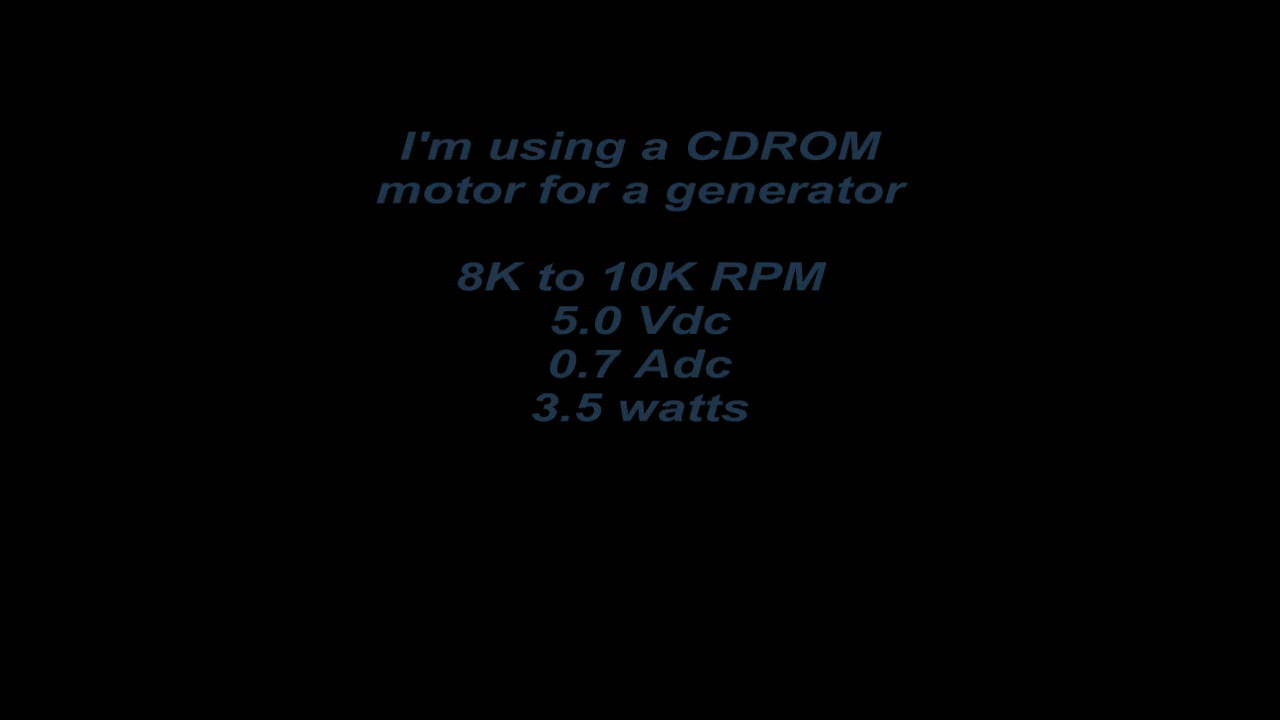 I'm using a CDROM
motor for a generator
8K to 10K RPM
5.0 Vdc
0.7 Adc
3.5 watts